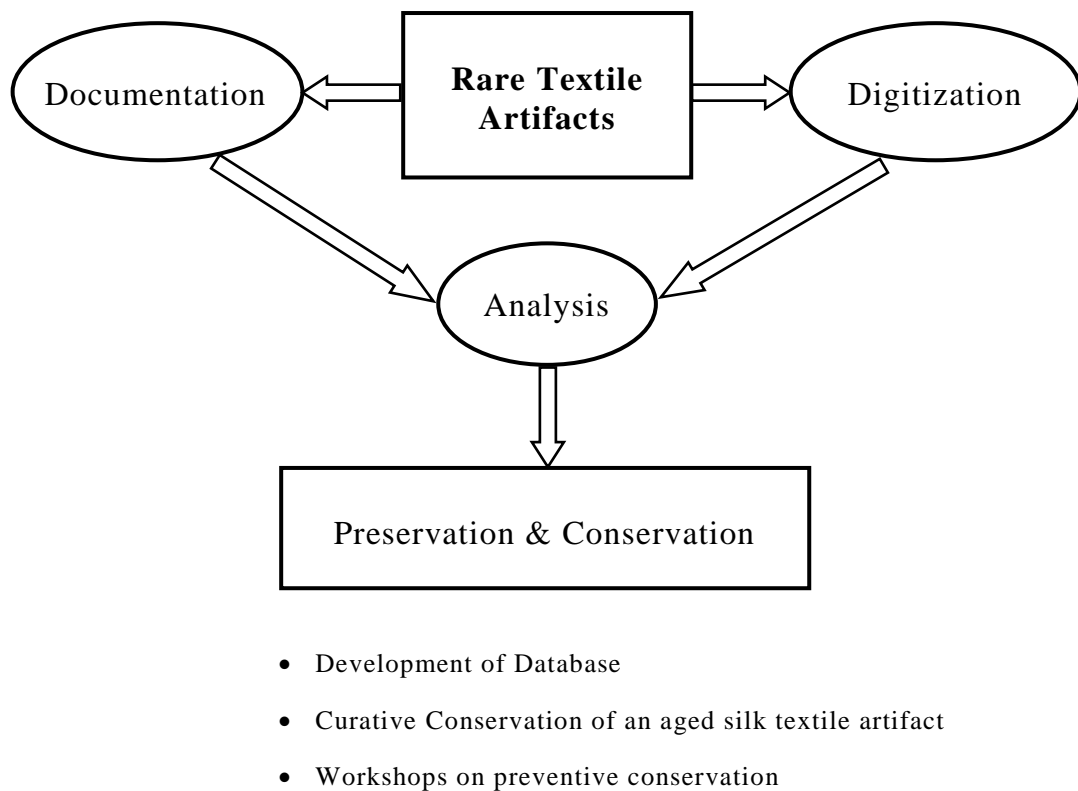 Documentation
Rare Textile
Artifacts
Digitization
Analysis
Preservation & Conservation
• Development of Database
• Curative Conservation of an aged silk textile artifact
• Workshops on preventive conservation